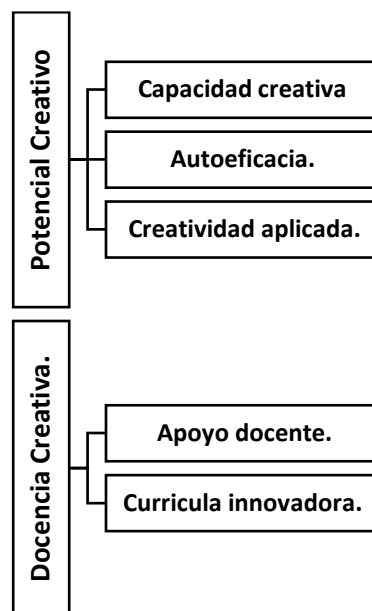 Potencial Creativo
Capacidad creativa
Autoeficacia.
Creatividad aplicada.
Docencia Creativa.
Apoyo docente.
Curricula innovadora.